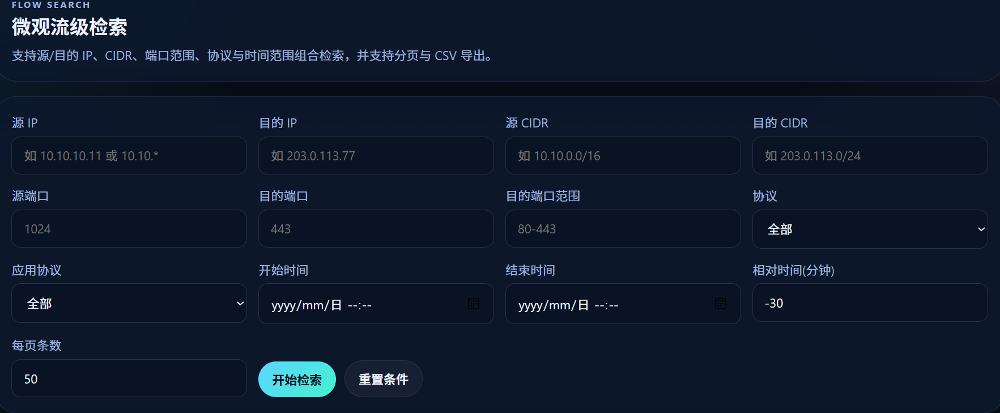 FLOW SEARCH
微观流级检索
支持源/目的 IP、CIDR、端口范围、协议与时间范围组合检索，并支持分页与 CSV 导出。
源 IP
目的 IP
源 CIDR
目的 CIDR
如 10.10.10.11 或 10.10.*
如 203.0.113.77
如 10.10.0.0/16
如 203.0.113.0/24
源端口
目的端口
目的端口范围
协议
1024
443
80-443
全部
应用协议
开始时间
结束时间
相对时间(分钟)
全部
yyyy/mm/日 --:--
yyyy/mm/日 --:--
-30
每页条数
50
开始检索
重置条件